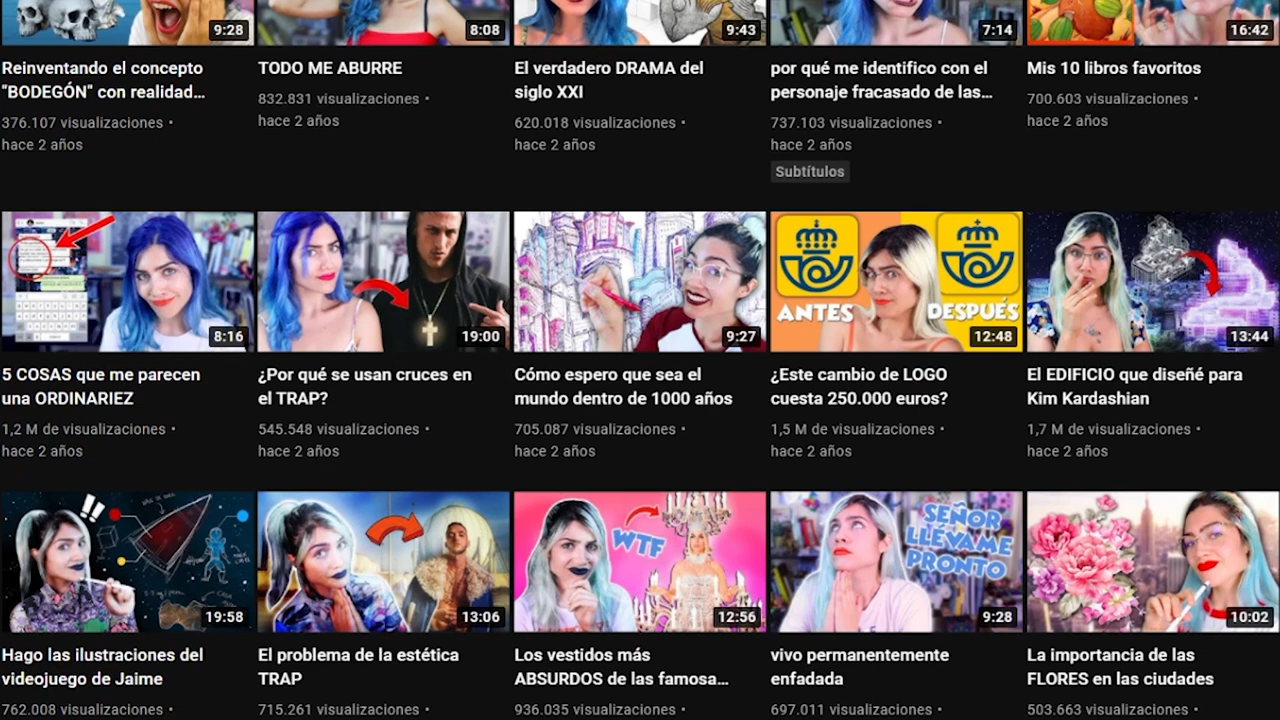 9:28
8:08
9:43
7:14
16:42
Reinventando el concepto
"BODEGÓN" con realidad…
376.107 visualizaciones •
hace 2 años
TODO ME ABURRE
832.831 visualizaciones •
hace 2 años
El verdadero DRAMA del
siglo XXI
620.018 visualizaciones •
hace 2 años
por qué me identifico con el
personaje fracasado de las…
737.103 visualizaciones •
hace 2 años
Subtítulos
Mis 10 libros favoritos
700.603 visualizaciones •
hace 2 años
8:16
19:00
9:27
ANTES
DESPUÉS
12:48
13:44
5 COSAS que me parecen
una ORDINARIEZ
1,2 M de visualizaciones •
hace 2 años
¿Por qué se usan cruces en
el TRAP?
545.548 visualizaciones •
hace 2 años
Cómo espero que sea el
mundo dentro de 1000 años
705.087 visualizaciones •
hace 2 años
¿Este cambio de LOGO
cuesta 250.000 euros?
1,5 M de visualizaciones •
hace 2 años
El EDIFICIO que diseñé para
Kim Kardashian
1,7 M de visualizaciones •
hace 2 años
!!
19:58
13:06
WTF
12:56
SEÑOR
LLÉVAME
PRONTO
9:28
10:02
Hago las ilustraciones del
videojuego de Jaime
762.008 visualizaciones •
El problema de la estética
TRAP
715.261 visualizaciones •
Los vestidos más
ABSURDOS de las famosa…
936.035 visualizaciones •
vivo permanentemente
enfadada
697.011 visualizaciones •
La importancia de las
FLORES en las ciudades
503.663 visualizaciones •